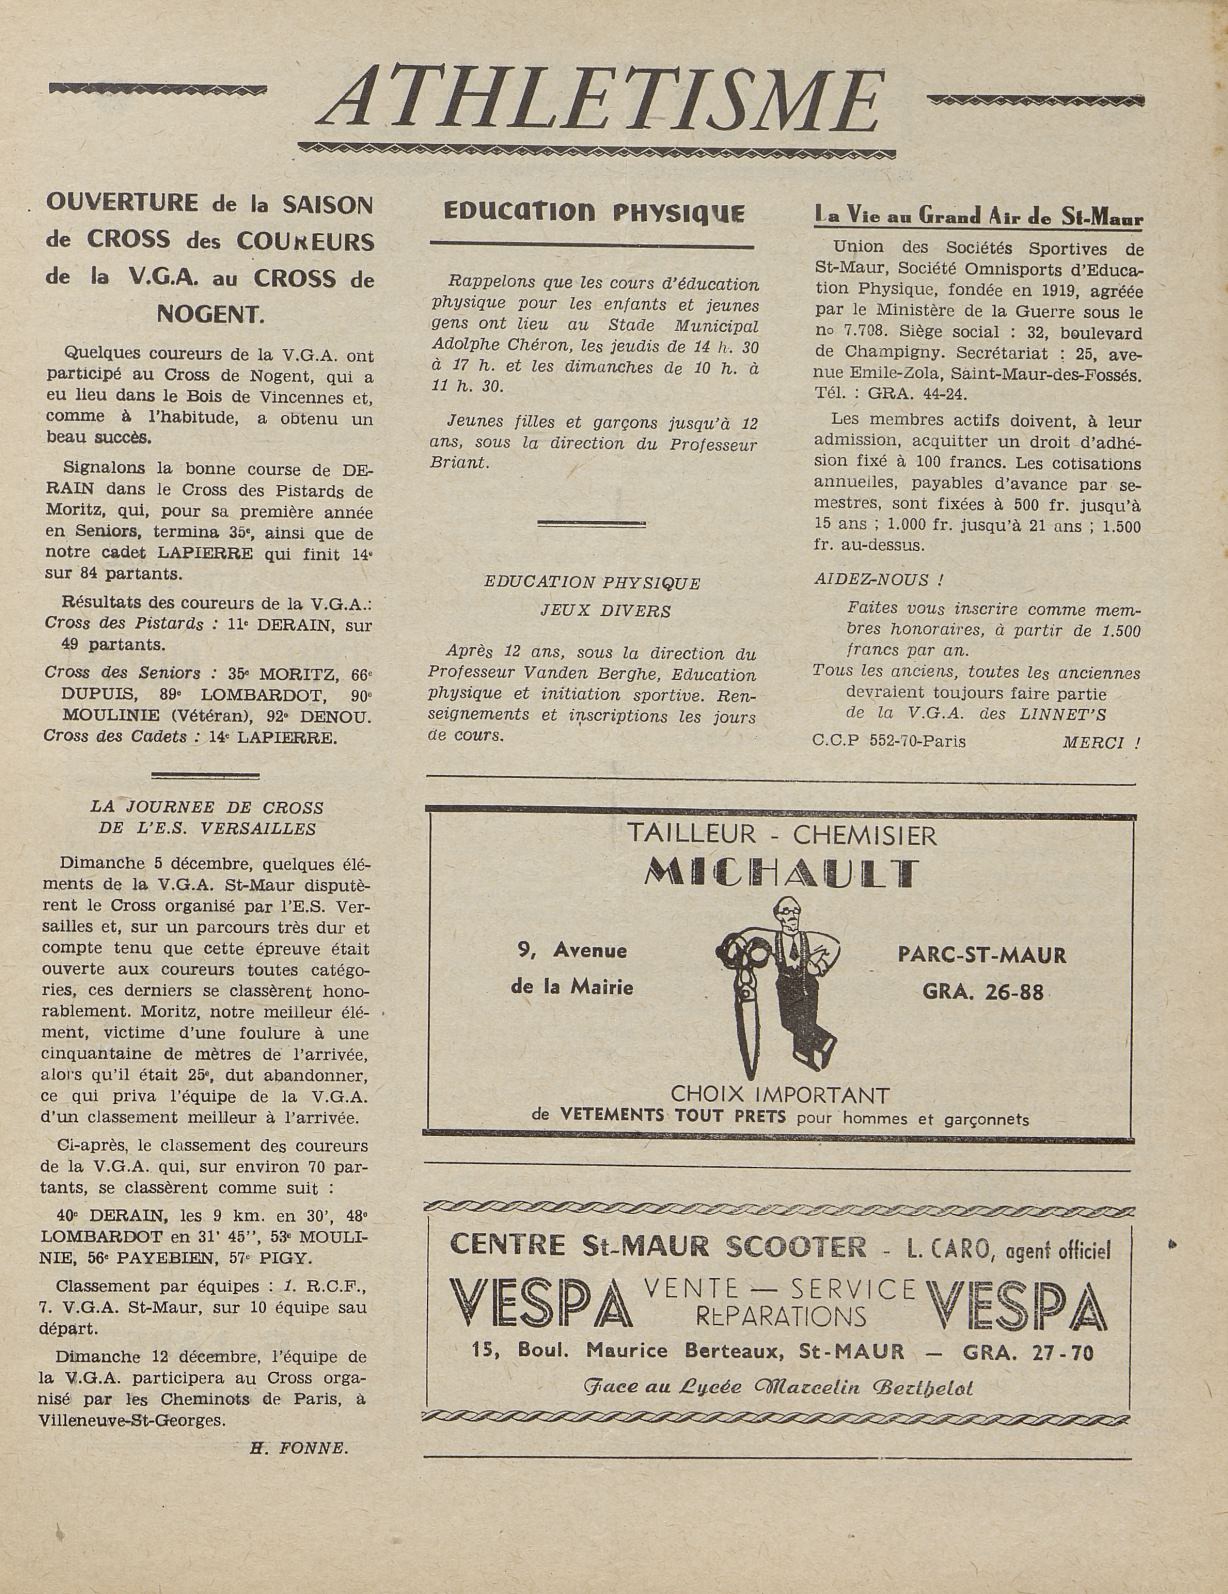 ATHLETISME
OUVERTURE de la SAISON
de CROSS des COUREURS
de la V.G.A. au CROSS de
NOGENT.
Quelques coureurs de la V.G.A. ont
participé au Cross de Nogent, qui a
eu lieu dans le Bois de Vincennes et,
comme à l'habitude, a obtenu un
beau succès.
Signalons la bonne course de DE-
RAIN dans le Cross des Pistards de
Moritz, qui, pour sa première année
en Seniors, termina 35e, ainsi que de
notre cadet LAPIERRE qui finit 14e
sur 84 partants.
Résultats des coureurs de la V.G.A.:
Cross des Pistards : 11e DERAIN, sur
49 partants.
Cross des Seniors : 35e MORITZ, 66e
DUPUIS, 89e LOMBARDOT, 90e
MOULINIE (Vétéran), 92e DENOU.
Cross des Cadets : 14e LAPIERRE.
LA JOURNEE DE CROSS
DE L'E.S. VERSAILLES
Dimanche 5 décembre, quelques élé-
ments de la V.G.A. St-Maur disputè-
rent le Cross organisé par l'E.S. Ver-
sailles et, sur un parcours très dur et
compte tenu que cette épreuve était
ouverte aux coureurs toutes catégo-
ries, ces derniers se classèrent hono-
rablement. Moritz, notre meilleur élé-
ment, victime d'une foulure à une
cinquantaine de mètres de l'arrivée,
alors qu'il était 25e, dut abandonner,
ce qui priva l'équipe de la V.G.A.
d'un classement meilleur à l'arrivée.
Ci-après, le classement des coureurs
de la V.G.A. qui, sur environ 70 par-
tants, se classèrent comme suit :
40e DERAIN, les 9 km. en 30', 48e
LOMBARDOT en 31' 45'', 53e MOULI-
NIE, 56e PAYEBIEN, 57e PIGY.
Classement par équipes : 1. R.C.F.,
7. V.G.A. St-Maur, sur 10 équipe sau
départ.
Dimanche 12 décembre, l'équipe de
la V.G.A. participera au Cross orga-
nisé par les Cheminots de Paris, à
Villeneuve-St-Georges.
H. FONNE.
EDUCATION PHYSIQUE
Rappelons que les cours d'éducation
physique pour les enfants et jeunes
gens ont lieu au Stade Municipal
Adolphe Chéron, les jeudis de 14 h. 30
à 17 h. et les dimanches de 10 h. à
11 h. 30.
Jeunes filles et garçons jusqu'à 12
ans, sous la direction du Professeur
Briant.
EDUCATION PHYSIQUE
JEUX DIVERS
Après 12 ans, sous la direction du
Professeur Vanden Berghe, Education
physique et initiation sportive. Ren-
seignements et inscriptions les jours
de cours.
La Vie au Grand Air de St-Maur
Union des Sociétés Sportives de
St-Maur, Société Omnisports d'Educa-
tion Physique, fondée en 1919, agréée
par le Ministère de la Guerre sous le
no 7.708. Siège social : 32, boulevard
de Champigny. Secrétariat : 25, ave-
nue Emile-Zola, Saint-Maur-des-Fossés.
Tél. : GRA. 44-24.
Les membres actifs doivent, à leur
admission, acquitter un droit d'adhé-
sion fixé à 100 francs. Les cotisations
annuelles, payables d'avance par se-
mestres, sont fixées à 500 fr. jusqu'à
15 ans ; 1.000 fr. jusqu'à 21 ans ; 1.500
fr. au-dessus.
AIDEZ-NOUS !
Faites vous inscrire comme mem-
bres honoraires, à partir de 1.500
francs par an.
Tous les anciens, toutes les anciennes
devraient toujours faire partie
de la V.G.A. des LINNET'S
C.C.P 552-70-Paris MERCI !
TAILLEUR - CHEMISIER
MICHAULT
9, Avenue
de la Mairie
PARC-ST-MAUR
GRA. 26-88
CHOIX IMPORTANT
de VETEMENTS TOUT PRETS pour hommes et garçonnets
CENTRE St-MAUR SCOOTER - L. CARO, agent officiel
VESPA VENTE — SERVICE VESPA
REPARATIONS
15, Boul. Maurice Berteaux, St-MAUR — GRA. 27-70
Face au Lycée Marcelin Berthelot